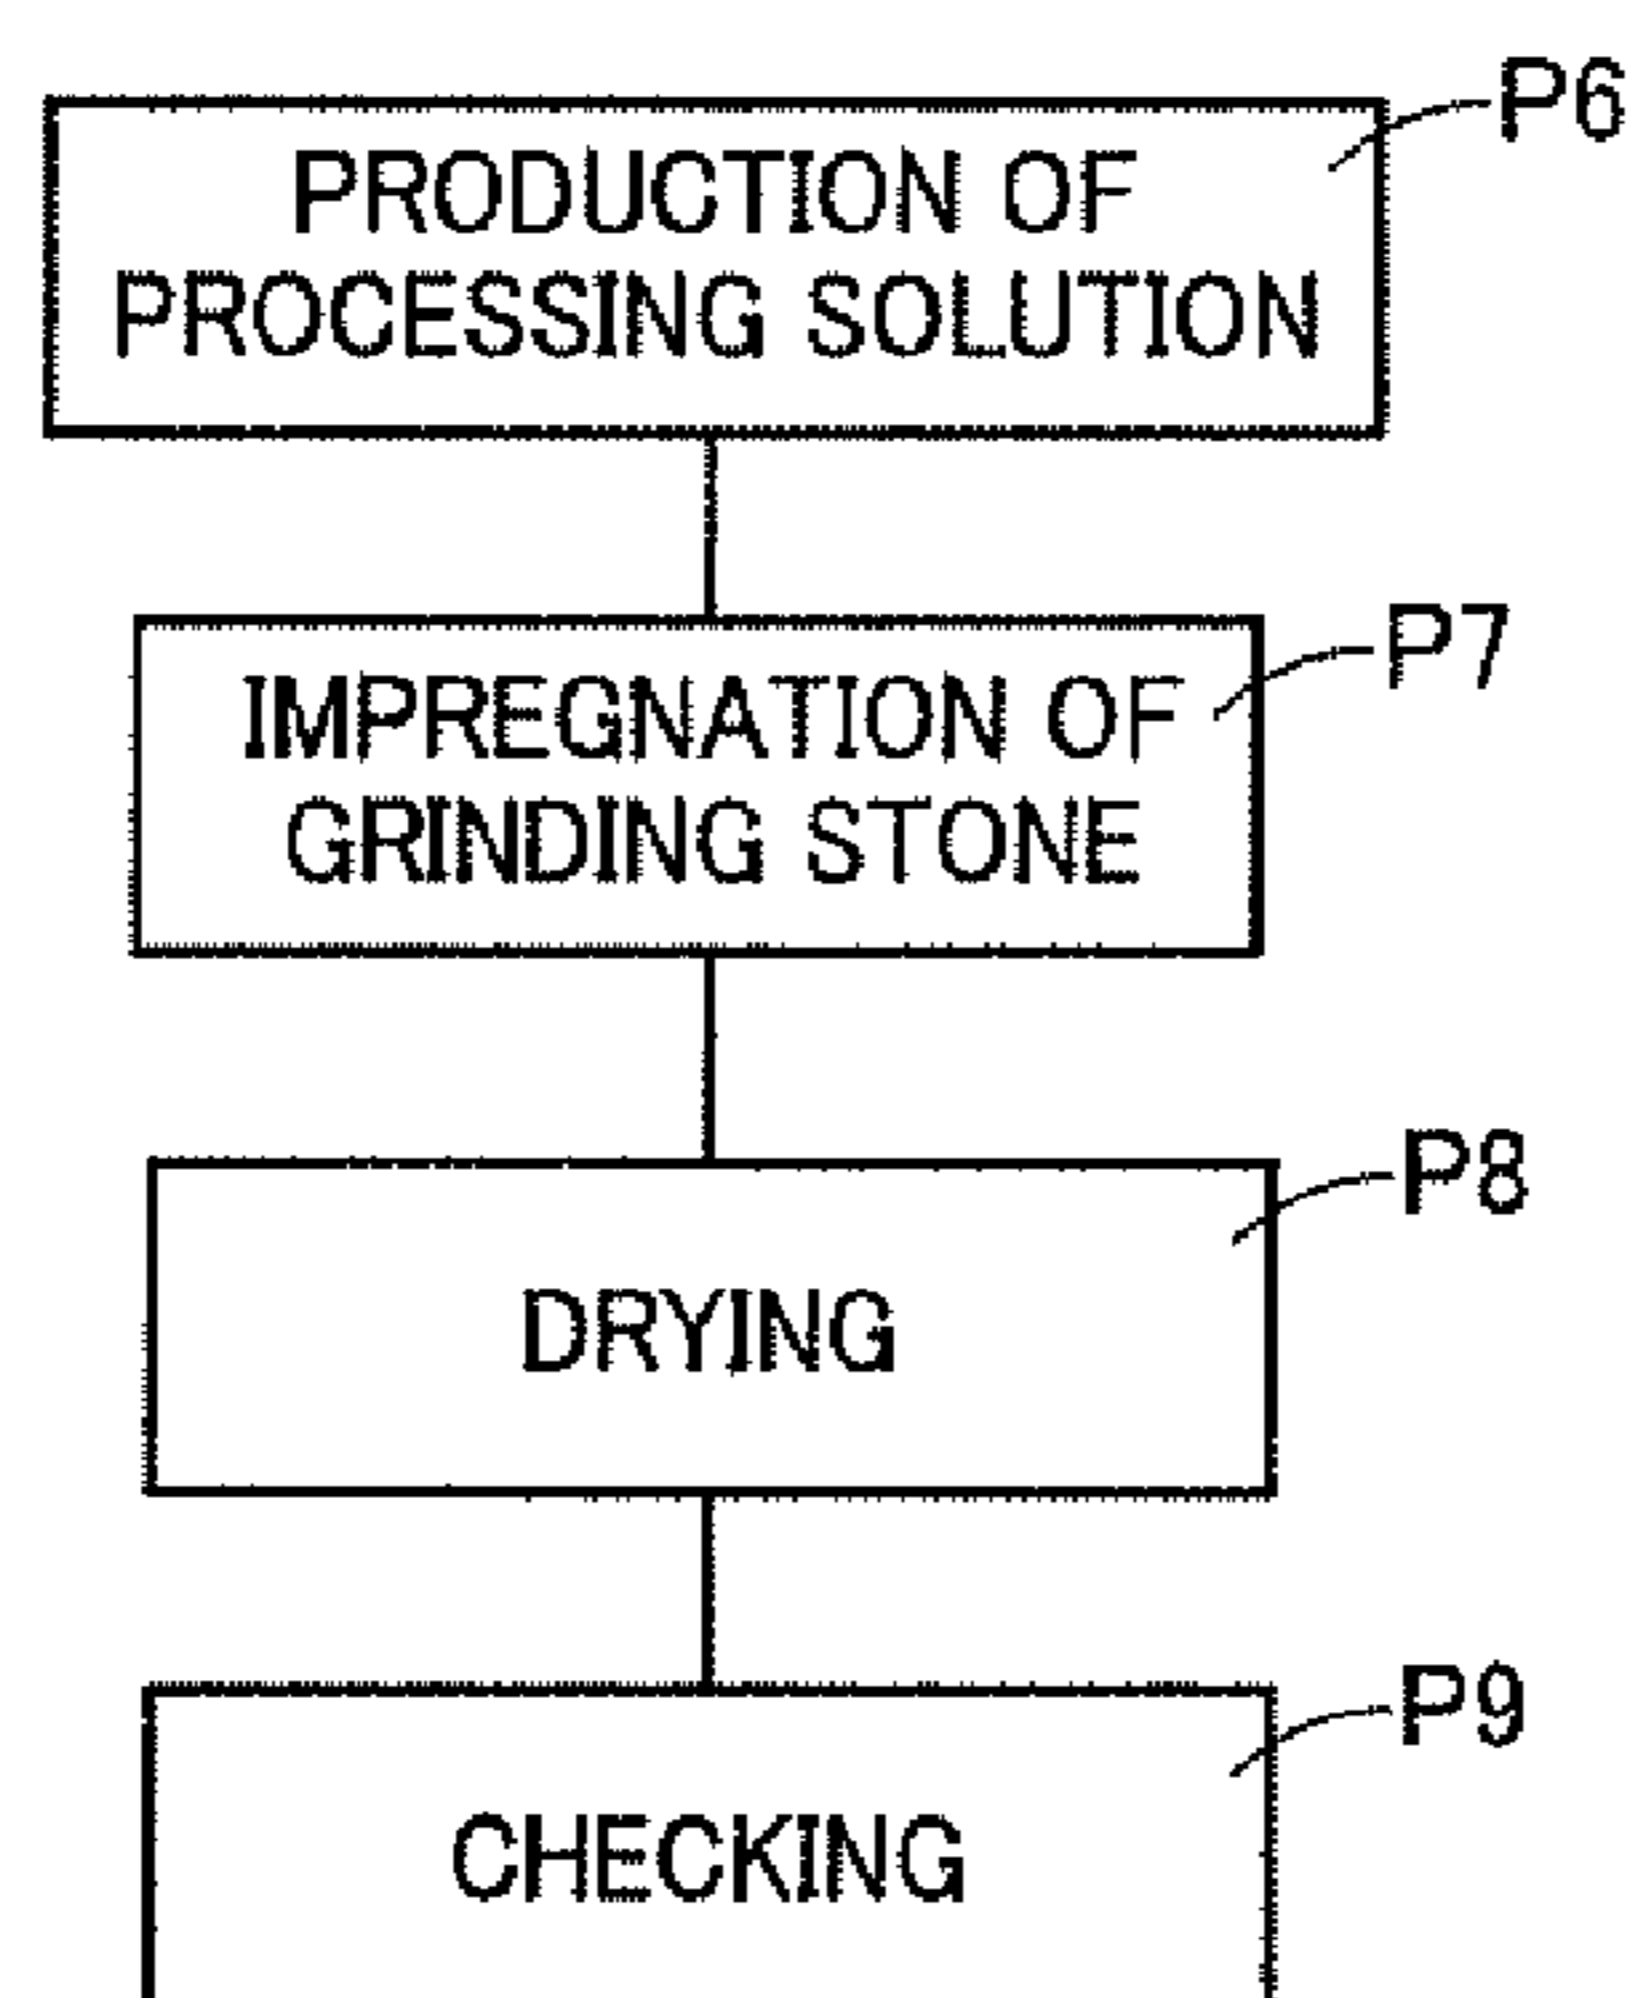 P6
PRODUCTION OF
PROCESSING SOLUTION
P7
IMPREGNATION OF
GRINDING STONE
P8
DRYING
P9
CHECKING